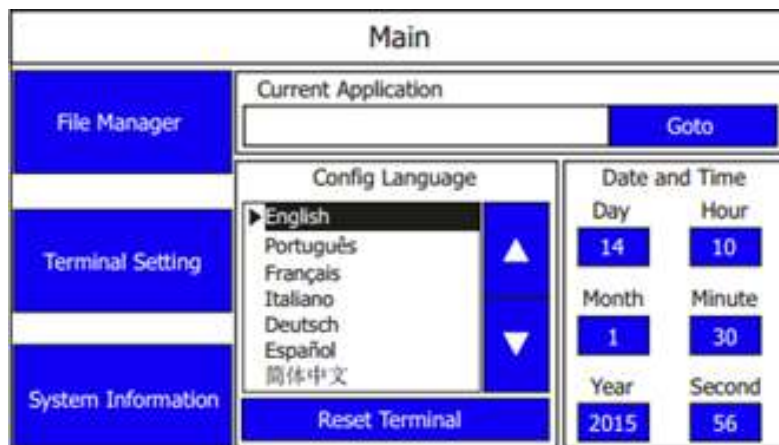 Main
File Manager
Terminal Setting
System Information
Current Application
Goto
Config Language
English
Português
Français
Italiano
Deutsch
Español
简体中文
Reset Terminal
Date and Time
Day
Hour
14
10
Month
Minute
1
30
Year
Second
2015
56